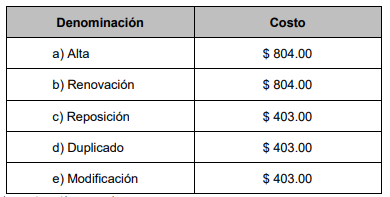 Denominación Costo
a) Alta $ 804.00
b) Renovación $ 804.00
c) Reposición $ 403.00
d) Duplicado $ 403.00
e) Modificación $ 403.00